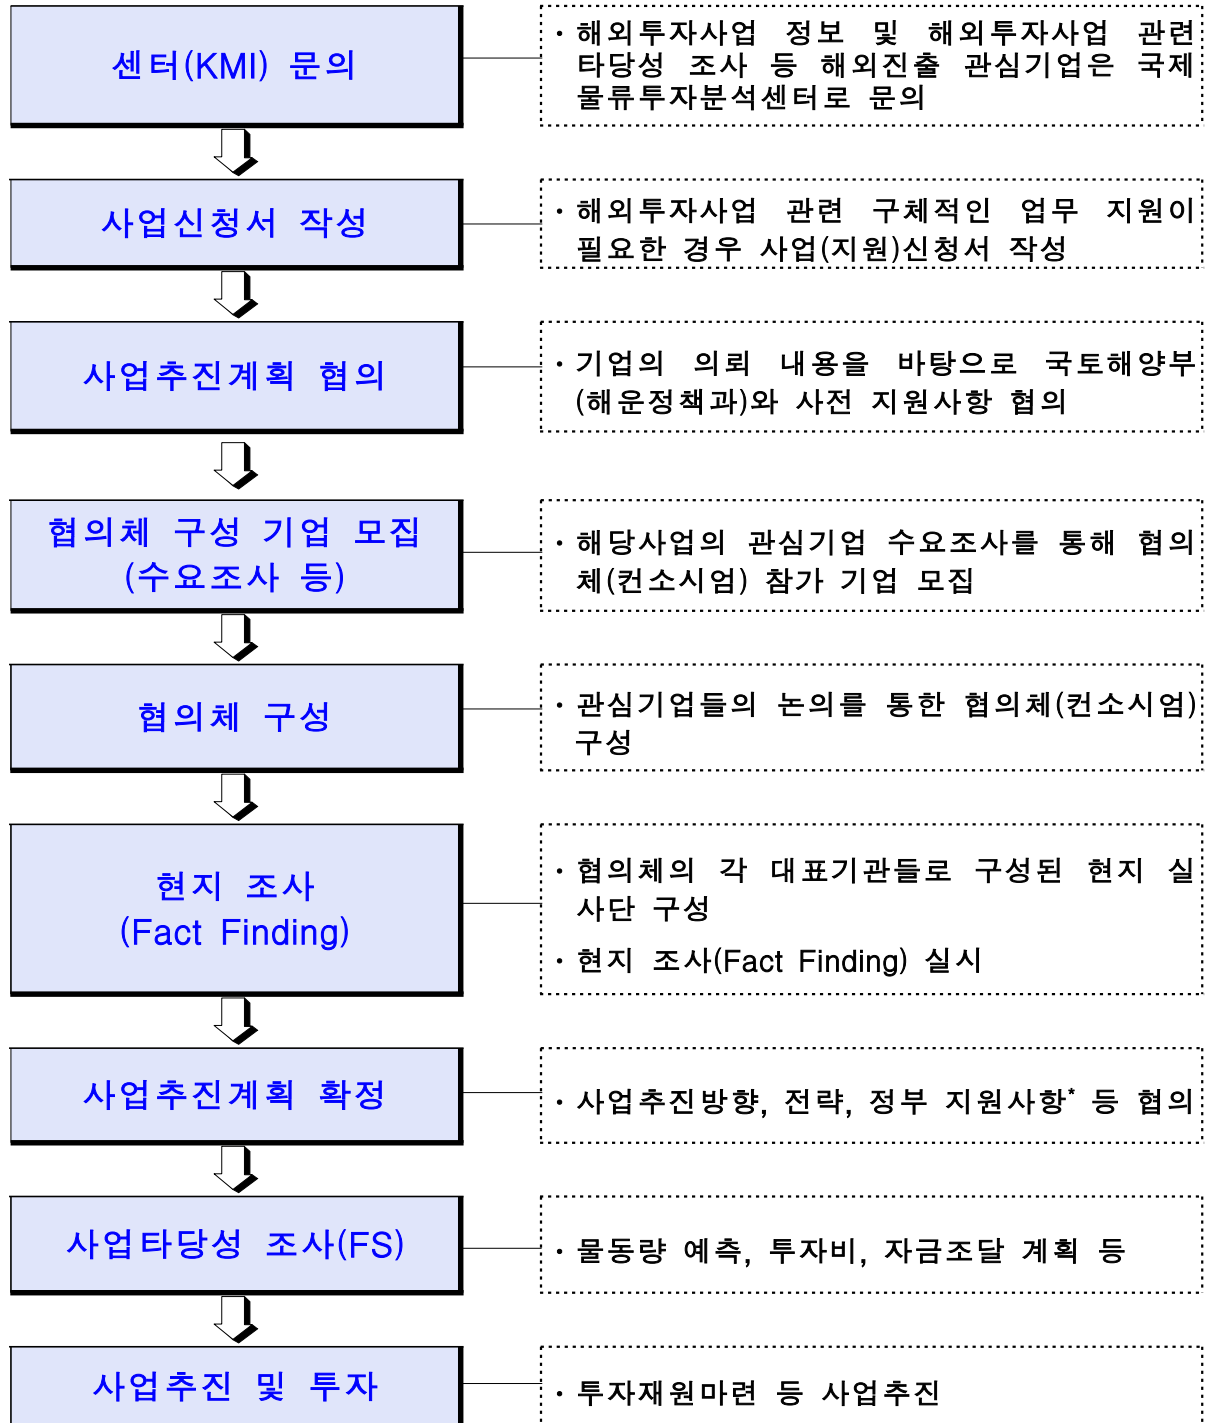 센터(KMI) 문의
· 해외투자사업 정보 및 해외투자사업 관련
타당성 조사 등 해외진출 관심기업은 국제
물류투자분석센터로 문의
사업신청서 작성
· 해외투자사업 관련 구체적인 업무 지원이
필요한 경우 사업(지원)신청서 작성
사업추진계획 협의
· 기업의 의뢰 내용을 바탕으로 국토해양부
(해운정책과)와 사전 지원사항 협의
협의체 구성 기업 모집
(수요조사 등)
· 해당사업의 관심기업 수요조사를 통해 협의
체(컨소시엄) 참가 기업 모집
협의체 구성
· 관심기업들의 논의를 통한 협의체(컨소시엄)
구성
현지 조사
(Fact Finding)
· 협의체의 각 대표기관들로 구성된 현지 실
사단 구성
· 현지 조사(Fact Finding) 실시
사업추진계획 확정
· 사업추진방향, 전략, 정부 지원사항* 등 협의
사업타당성 조사(FS)
· 물동량 예측, 투자비, 자금조달 계획 등
사업추진 및 투자
· 투자재원마련 등 사업추진